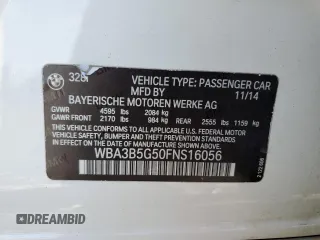 328i
VEHICLE TYPE: PASSENGER CAR
MFD BY 11/14
BAYERISCHE MOTOREN WERKE AG
GVWR 4595 lbs 2084 kg
GAWR FRONT 2170 lbs 984 kg REAR 2555 lbs 1159 kg
THIS VEHICLE CONFORMS TO ALL APPLICABLE FEDERAL MOTOR VEHICLE
SAFETY, BUMPER AND THEFT PREVENTION STANDARDS IN EFFECT ON THE
DATE OF MANUFACTURE SHOWN ABOVE
WBA3B5G50FNS16056
AUTOBIDMASTER